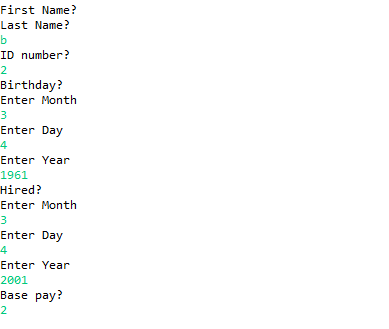 First Name?
Last Name?
b
ID number?
2
Birthday?
Enter Month
3
Enter Day
4
Enter Year
1961
Hired?
Enter Month
3
Enter Day
4
Enter Year
2001
Base pay?
2